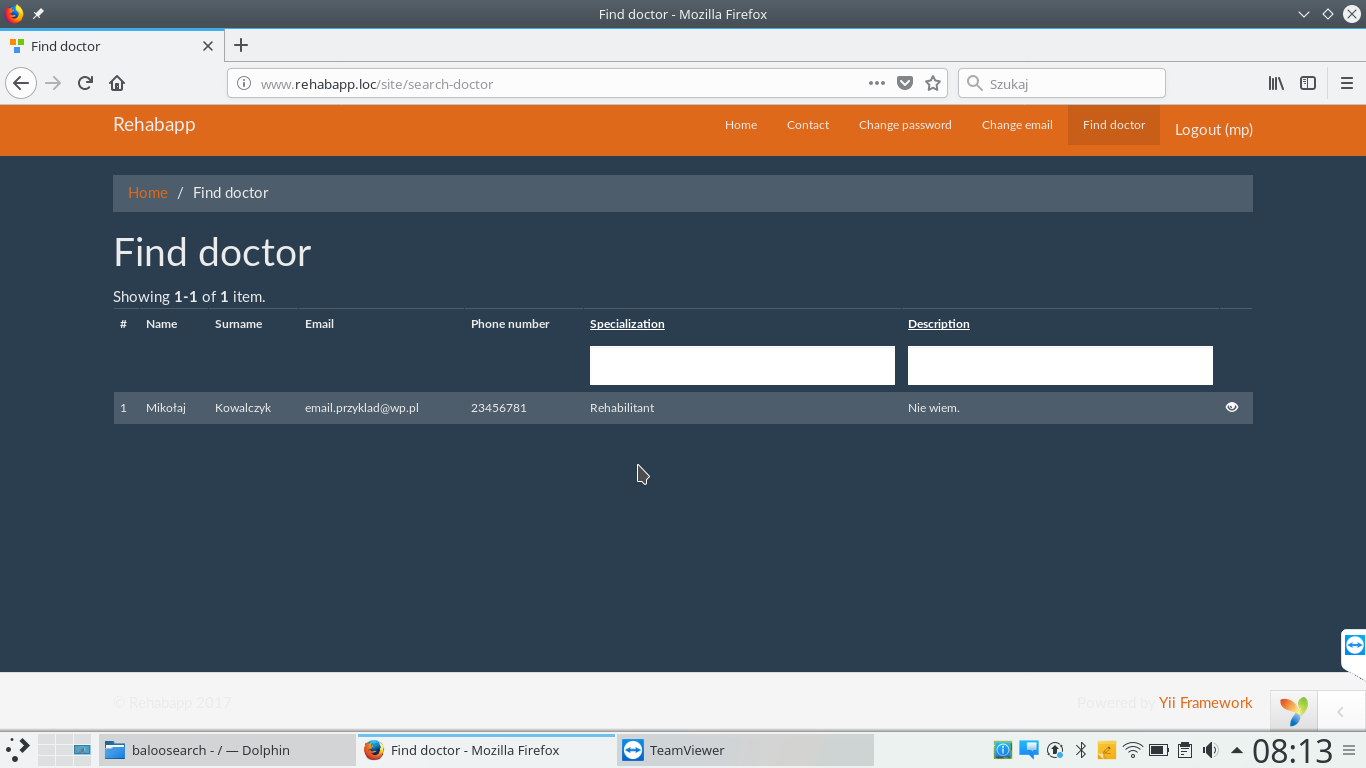 Find doctor - Mozilla Firefox
Find doctor
www.rehabapp.loc/site/search-doctor
Szukaj
Rehabapp
Home Contact Change password Change email Find doctor Logout (mp)
Home / Find doctor
Find doctor
Showing 1-1 of 1 item.
# Name Surname Email Phone number Specialization Description
1 Mikołaj Kowalczyk email.przyklad@wp.pl 23456781 Rehabilitant Nie wiem.
© Rehabapp 2017 Powered by Yii Framework
baloosearch - / — Dolphin Find doctor - Mozilla Firefox TeamViewer 08:13